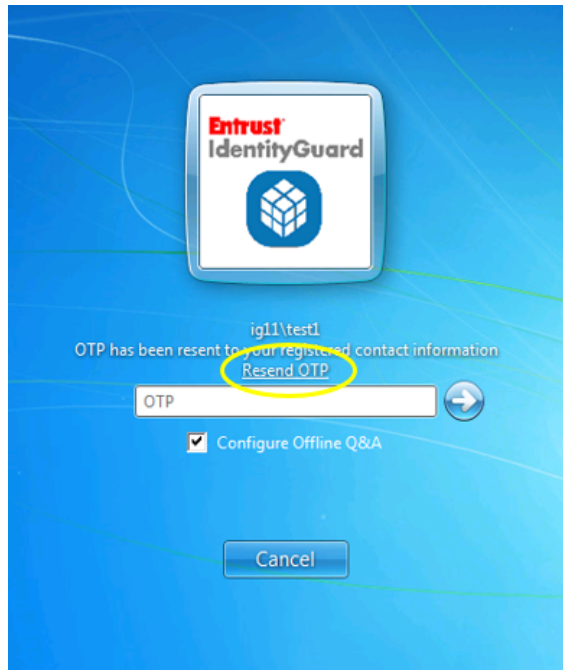 Entrust
IdentityGuard
ig11\test1
OTP has been resent to your registered contact information
Resend OTP
OTP
Configure Offline Q&A
Cancel